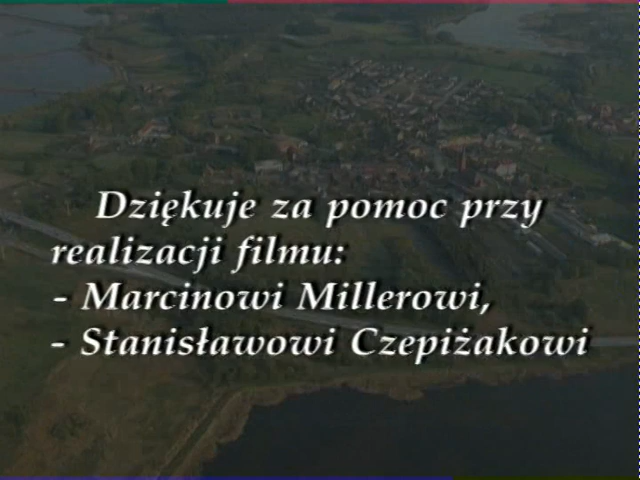 Dziękuje za pomoc przy
realizacji filmu:
- Marcinowi Millerowi,
- Stanisławowi Czepiżakowi